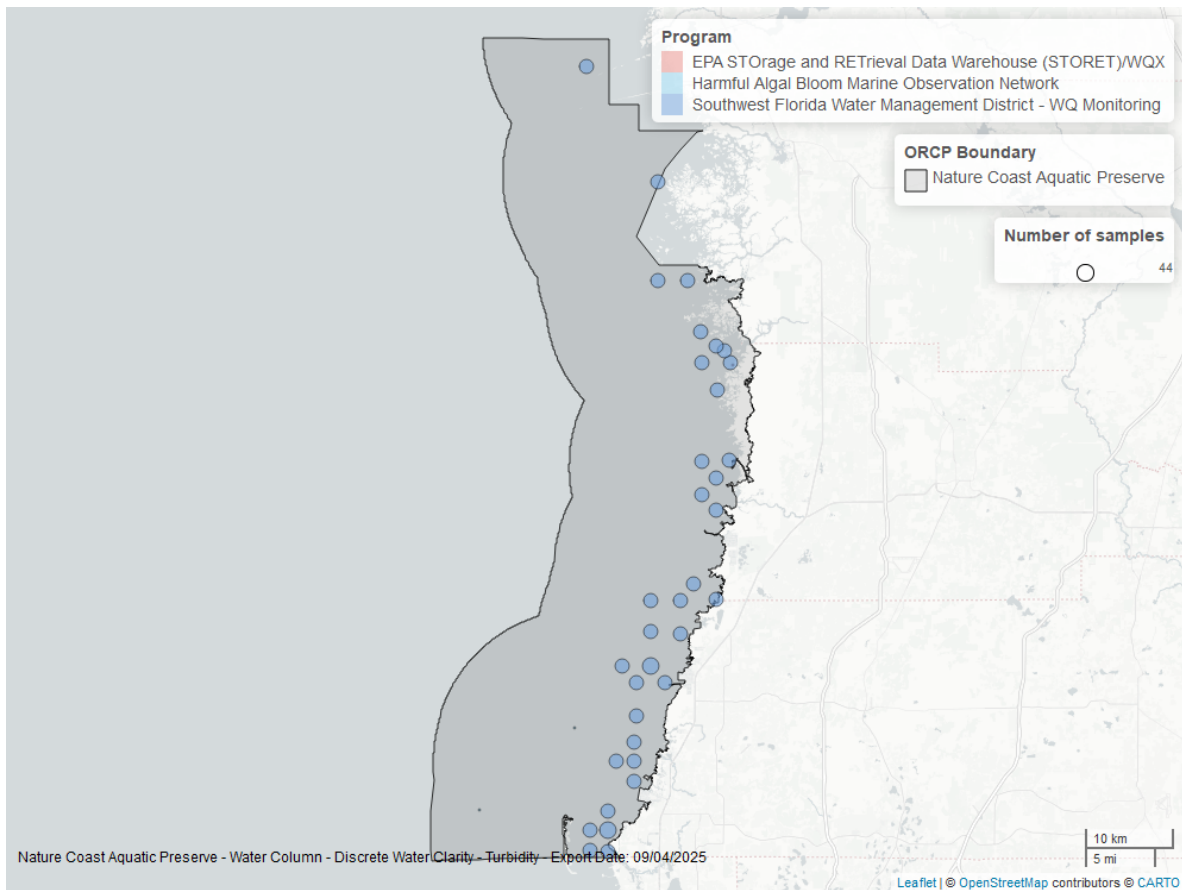 Program
EPA STOrage and RETrieval Data Warehouse (STORET)/WQX
Harmful Algal Bloom Marine Observation Network
Southwest Florida Water Management District - WQ Monitoring
ORCP Boundary
Nature Coast Aquatic Preserve
Number of samples
44
10 km
5 mi
Nature Coast Aquatic Preserve - Water Column - Discrete Water Clarity - Turbidity - Export Date: 09/04/2025
Leaflet | © OpenStreetMap contributors © CARTO